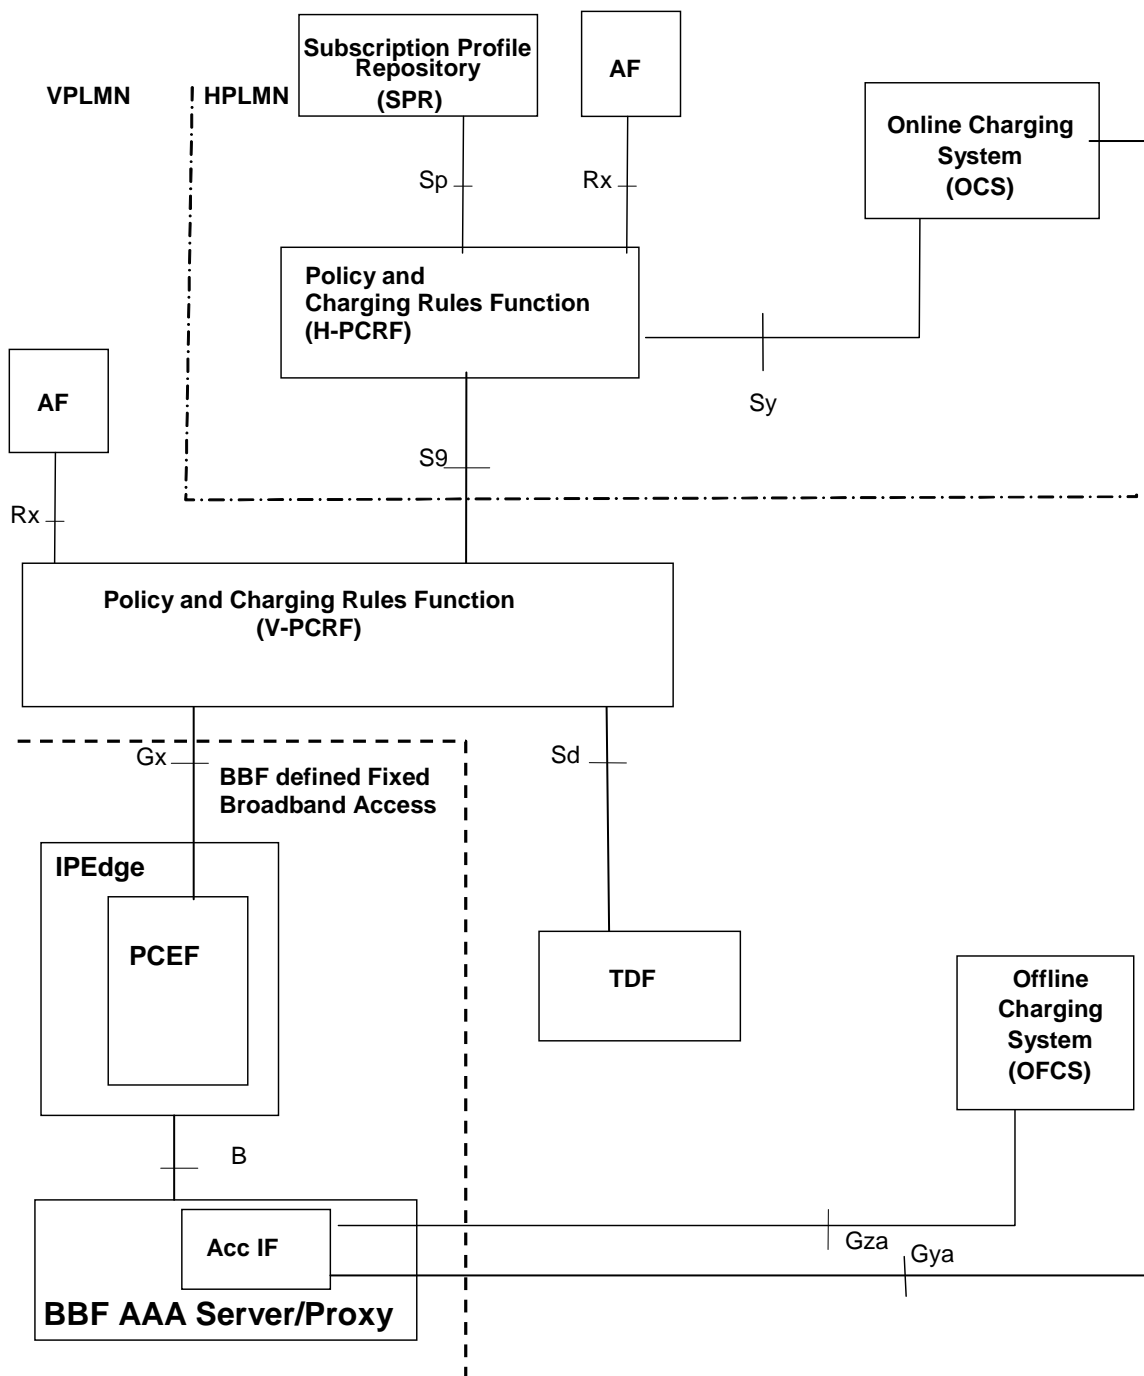 Subscription Profile
Repository
(SPR)
AF
VPLMN
HPLMN
Online Charging
System
(OCS)
Sp
Rx
Policy and
Charging Rules Function
(H-PCRF)
Sy
AF
S9
Rx
Policy and Charging Rules Function
(V-PCRF)
Gx
Sd
BBF defined Fixed
Broadband Access
IPEdge
PCEF
TDF
Offline
Charging
System
(OFCS)
B
Acc IF
Gza
Gya
BBF AAA Server/Proxy